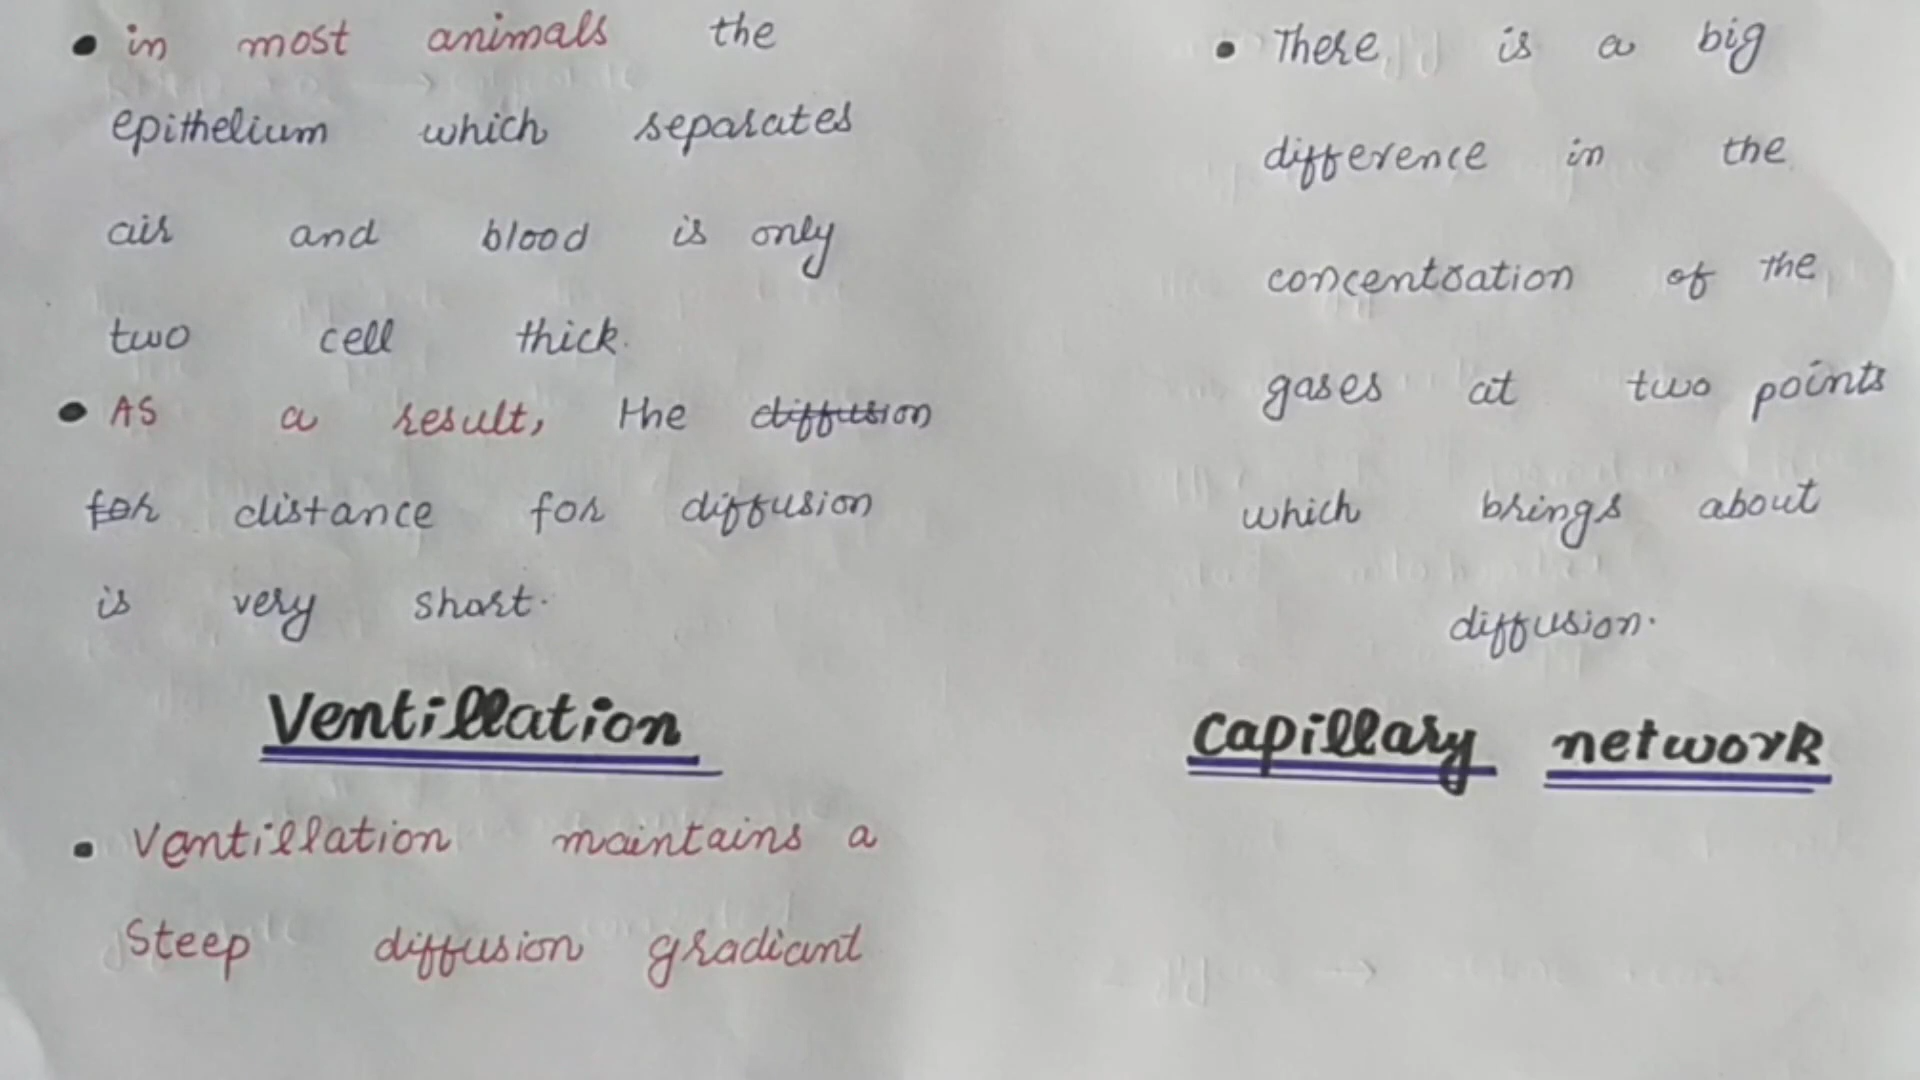 • in most animals the
epithelium which separates
air and blood is only
two cell thick.
• AS a result, the diffusion
for distance for diffusion
is very short.
Ventillation
• Ventillation maintains a
Steep diffusion gradiant
• There is a big
difference in the
concentration of the
gases at two points
which brings about
diffusion.
Capillary network